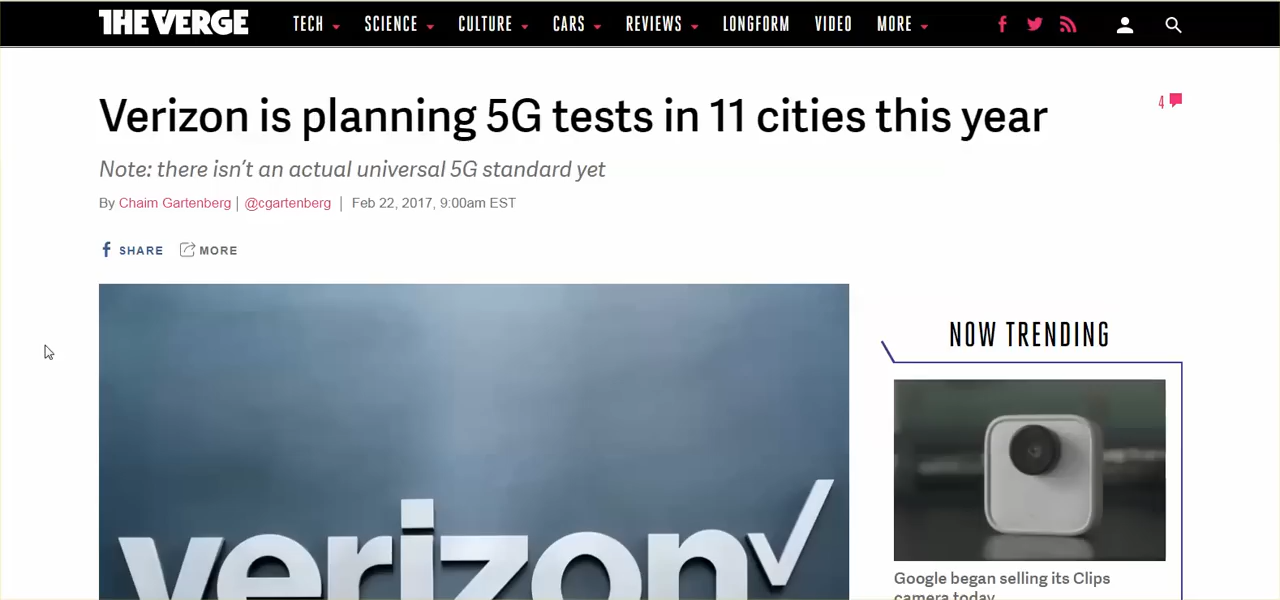 THE VERGE TECH SCIENCE CULTURE CARS REVIEWS LONGFORM VIDEO MORE
Verizon is planning 5G tests in 11 cities this year
4
Note: there isn't an actual universal 5G standard yet
By Chaim Gartenberg | @cgartenberg | Feb 22, 2017, 9:00am EST
SHARE MORE
NOW TRENDING
verizon
Google began selling its Clips
camera today